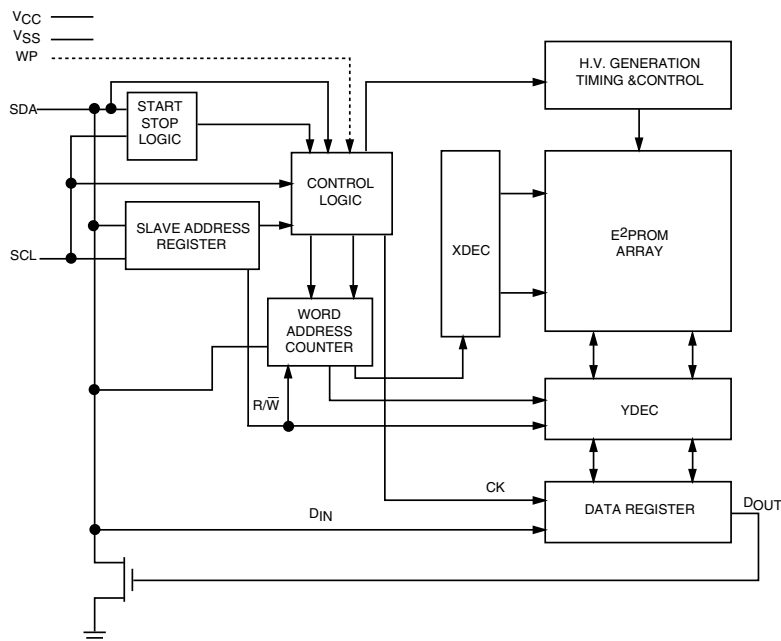 VCC
VSS
WP
H.V. GENERATION
TIMING &CONTROL
SDA
START
STOP
LOGIC
CONTROL
LOGIC
SLAVE ADDRESS
REGISTER
SCL
XDEC
E²PROM
ARRAY
WORD
ADDRESS
COUNTER
R/W̅
YDEC
CK
DIN
DATA REGISTER
DOUT